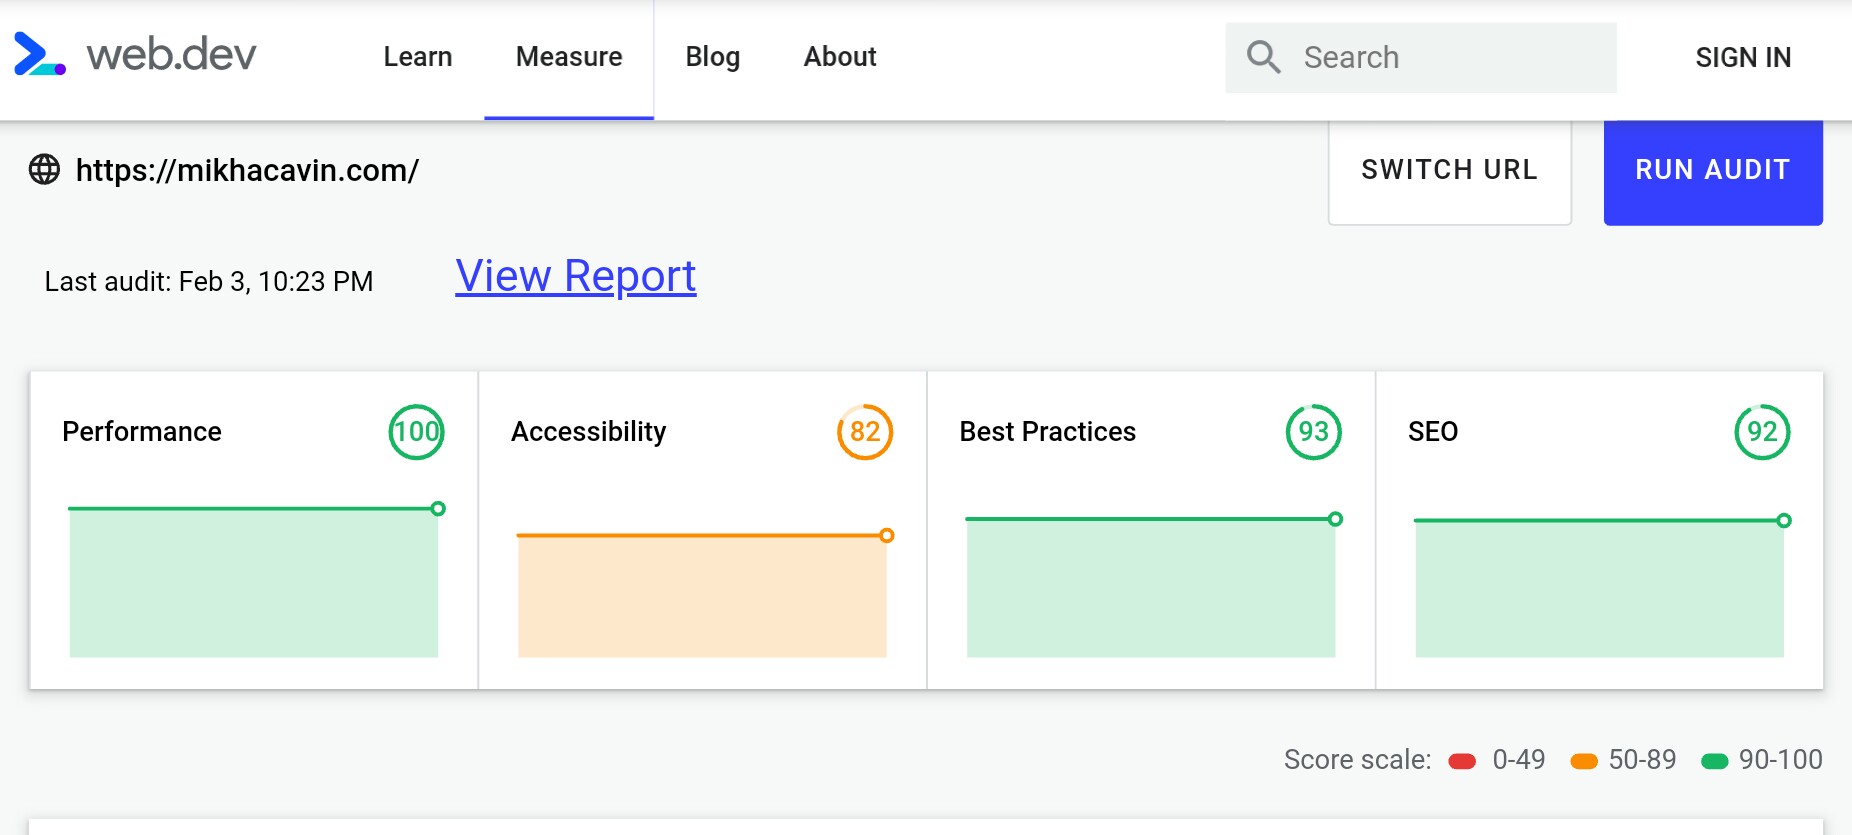 web.dev Learn Measure Blog About Search SIGN IN
https://mikhacavin.com/ SWITCH URL RUN AUDIT
Last audit: Feb 3, 10:23 PM View Report
Performance 100 Accessibility 82 Best Practices 93 SEO 92
Score scale: 0-49 50-89 90-100